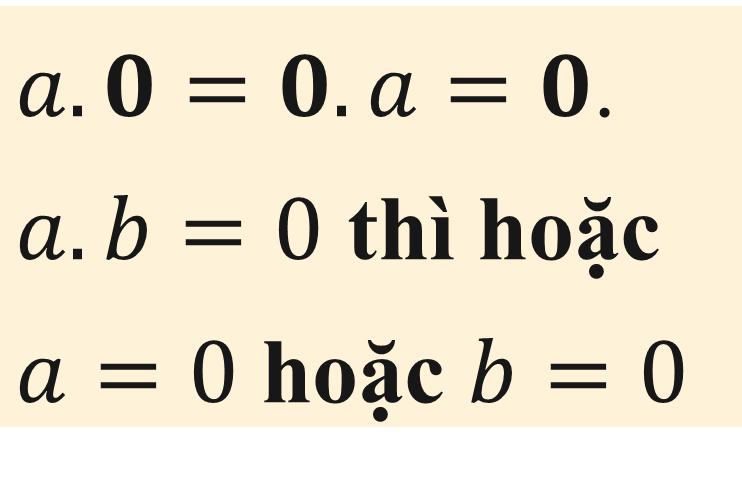 a. 0 = 0. a = 0.
a. b = 0 thì hoặc
a = 0 hoặc b = 0